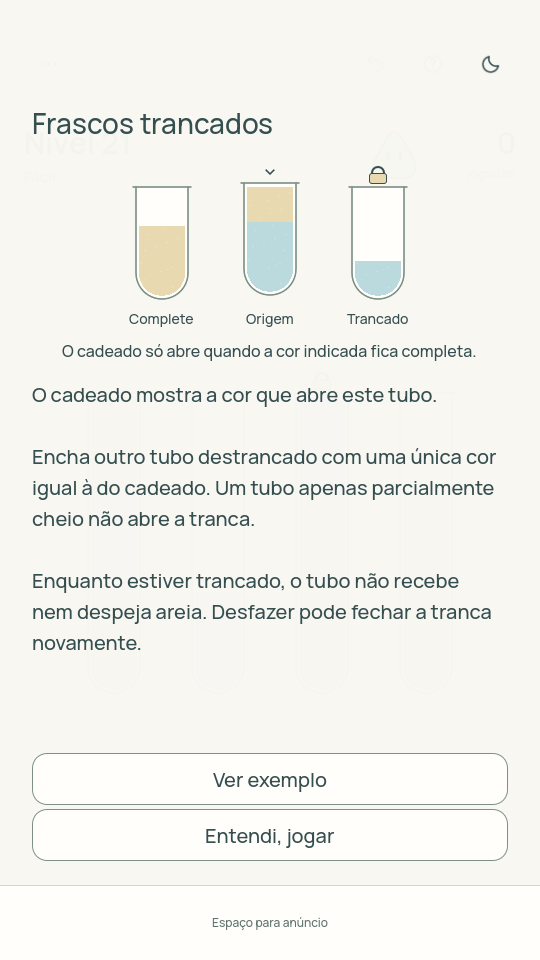 Frascos trancados
Nível 21
0
Complete
Origem
Trancado
O cadeado só abre quando a cor indicada fica completa.
O cadeado mostra a cor que abre este tubo.
Encha outro tubo destrancado com uma única cor
igual à do cadeado. Um tubo apenas parcialmente
cheio não abre a tranca.
Enquanto estiver trancado, o tubo não recebe
nem despeja areia. Desfazer pode fechar a tranca
novamente.
Ver exemplo
Entendi, jogar
Espaço para anúncio